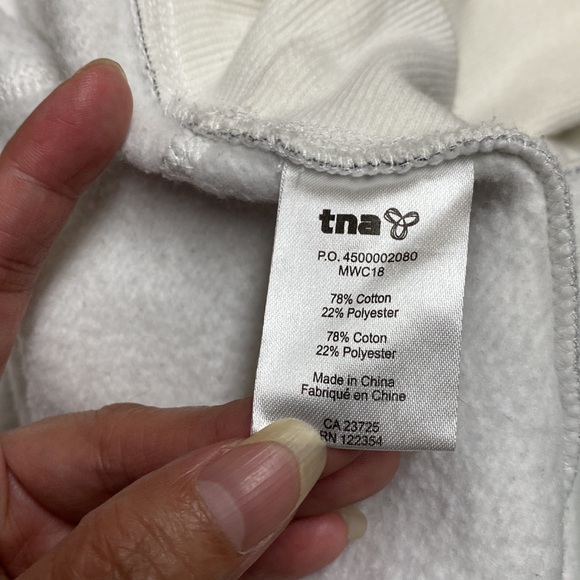 tna
P.O. 4500002080
MWC18
78% Cotton
22% Polyester
78% Coton
22% Polyester
Made in China
Fabriqué en Chine
CA 23725
RN 122354